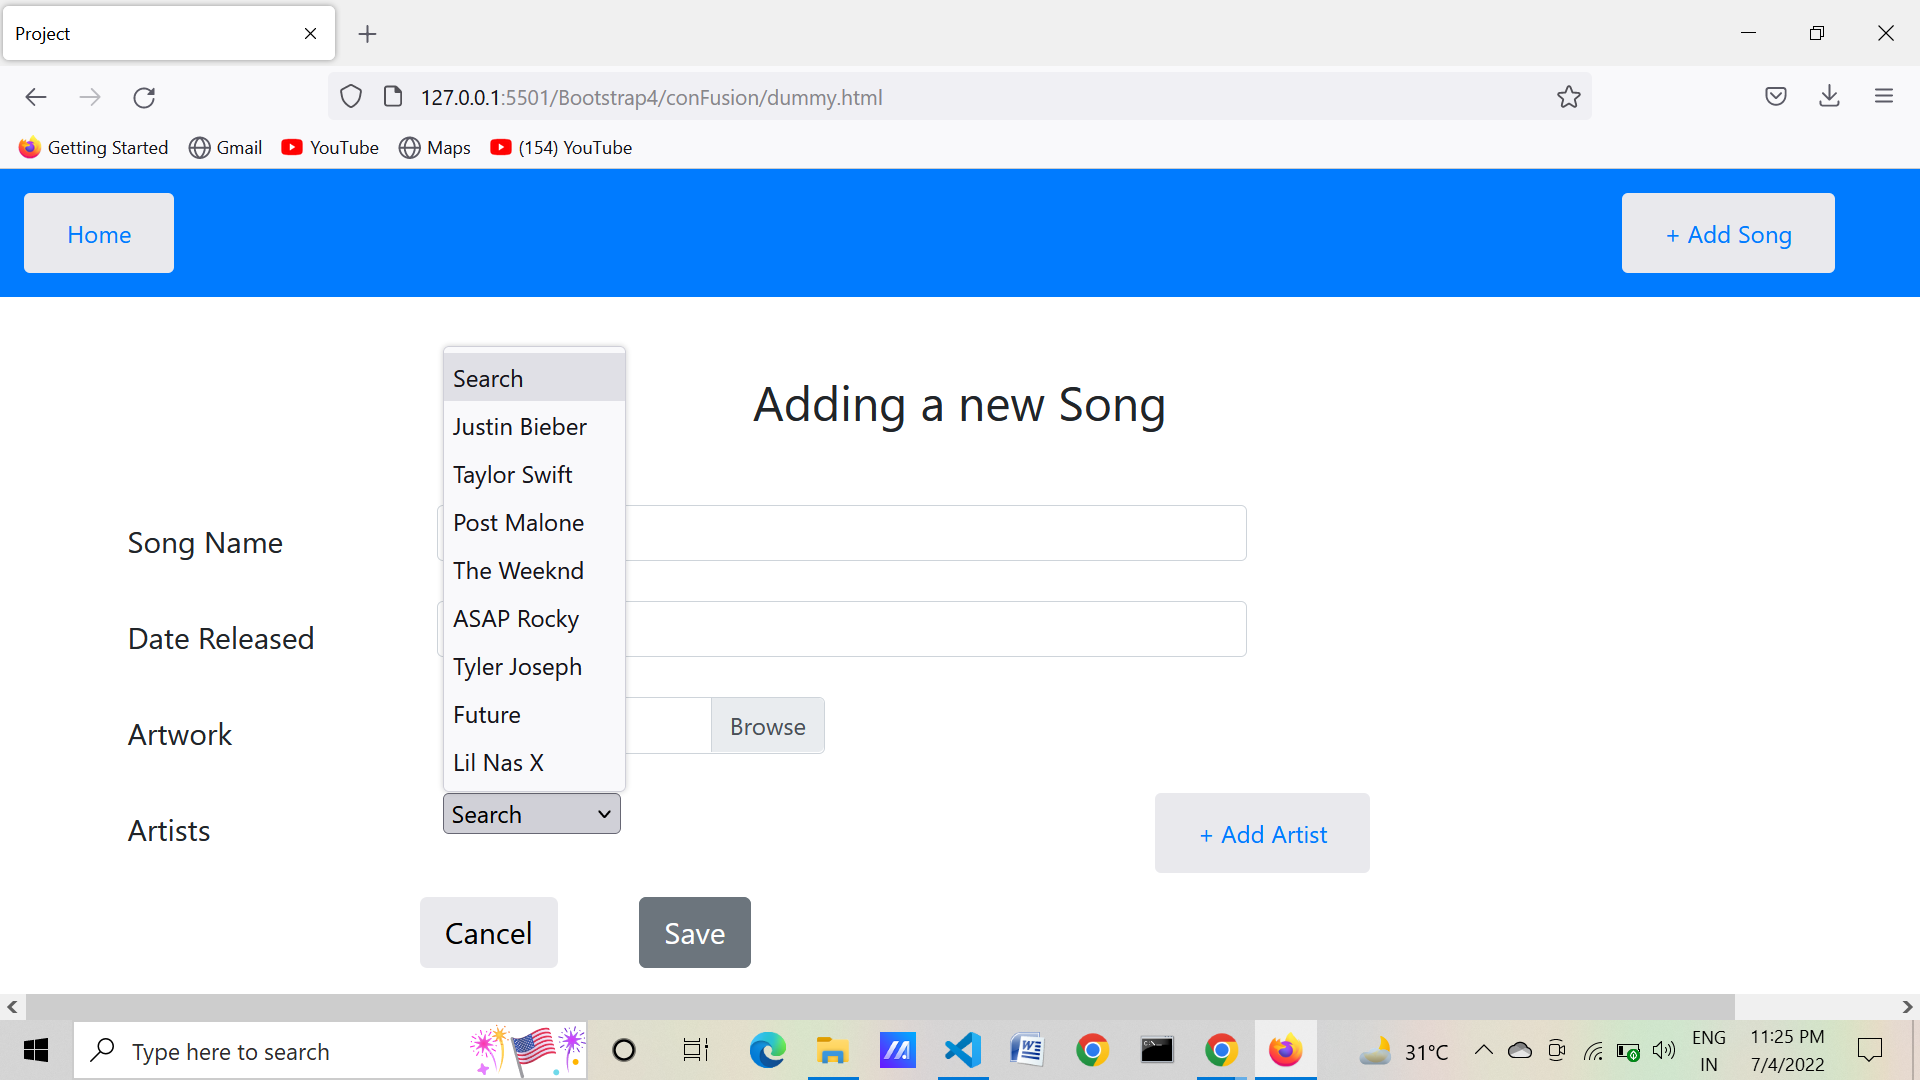 Project
127.0.0.1:5501/Bootstrap4/conFusion/dummy.html
Getting Started Gmail YouTube Maps (154) YouTube
Home + Add Song
Adding a new Song
Search
Justin Bieber
Taylor Swift
Post Malone
The Weeknd
ASAP Rocky
Tyler Joseph
Future
Lil Nas X
Song Name
Date Released
Artwork Browse
Artists Search + Add Artist
Cancel Save
Type here to search 31°C ENG 11:25 PM
IN 7/4/2022